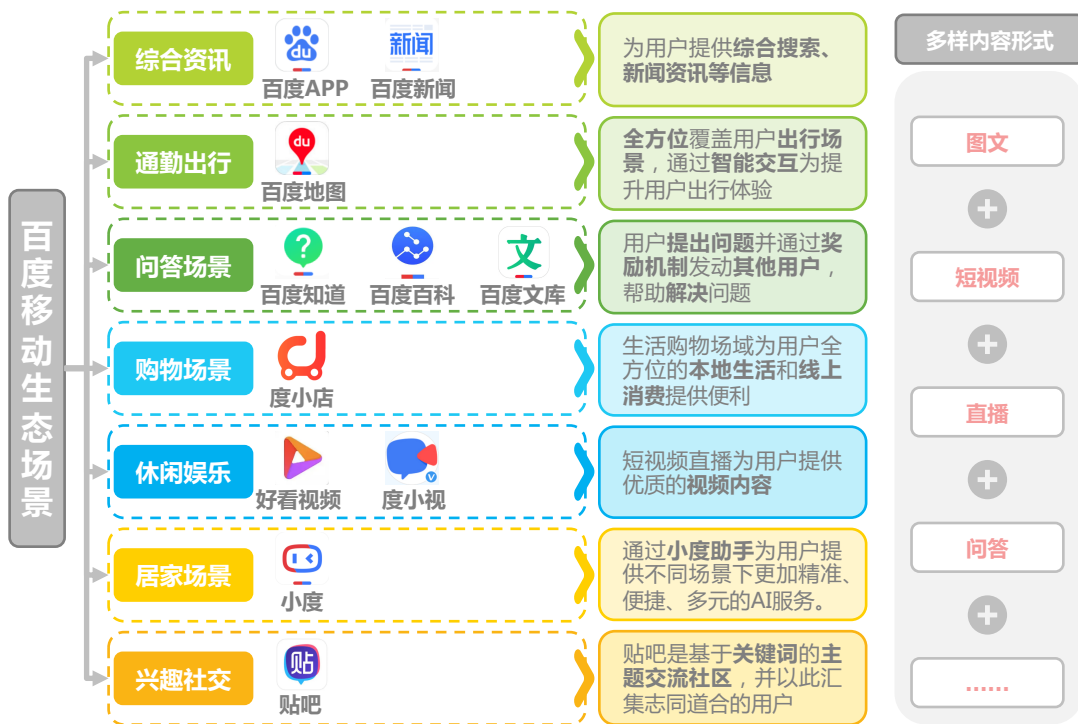 百度移动生态场景
综合资讯
du
百度APP
新闻
百度新闻
为用户提供综合搜索、
新闻资讯等信息
通勤出行
du
百度地图
全方位覆盖用户出行场
景，通过智能交互为提
升用户出行体验
问答场景
?
百度知道
百度百科
文
百度文库
用户提出问题并通过奖
励机制发动其他用户，
帮助解决问题
购物场景
度小店
生活购物场域为用户全
方位的本地生活和线上
消费提供便利
休闲娱乐
好看视频
度小视
短视频直播为用户提供
优质的视频内容
居家场景
小度
通过小度助手为用户提
供不同场景下更加精准、
便捷、多元的AI服务。
兴趣社交
贴
贴吧
贴吧是基于关键词的主
题交流社区，并以此汇
集志同道合的用户
多样内容形式
图文
+
短视频
+
直播
+
问答
+
......